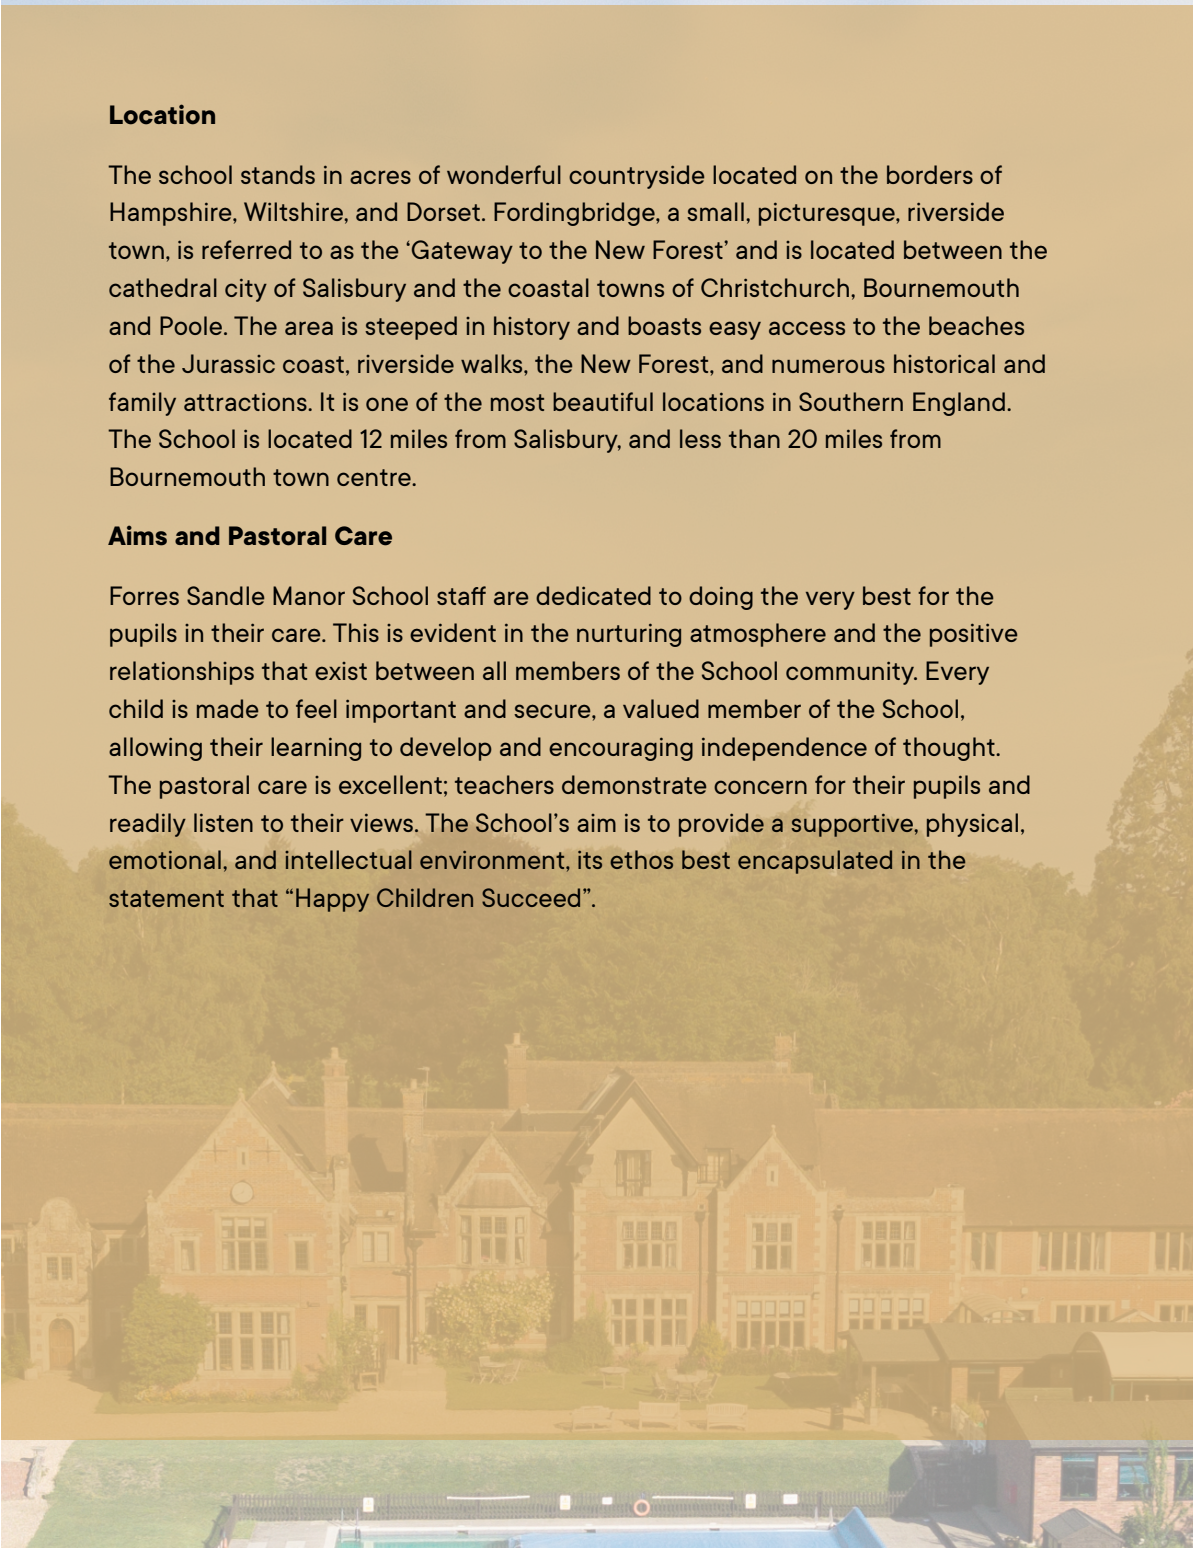 Location
The school stands in acres of wonderful countryside located on the borders of
Hampshire, Wiltshire, and Dorset. Fordingbridge, a small, picturesque, riverside
town, is referred to as the ‘Gateway to the New Forest’ and is located between the
cathedral city of Salisbury and the coastal towns of Christchurch, Bournemouth
and Poole. The area is steeped in history and boasts easy access to the beaches
of the Jurassic coast, riverside walks, the New Forest, and numerous historical and
family attractions. It is one of the most beautiful locations in Southern England.
The School is located 12 miles from Salisbury, and less than 20 miles from
Bournemouth town centre.
Aims and Pastoral Care
Forres Sandle Manor School staff are dedicated to doing the very best for the
pupils in their care. This is evident in the nurturing atmosphere and the positive
relationships that exist between all members of the School community. Every
child is made to feel important and secure, a valued member of the School,
allowing their learning to develop and encouraging independence of thought.
The pastoral care is excellent; teachers demonstrate concern for their pupils and
readily listen to their views. The School’s aim is to provide a supportive, physical,
emotional, and intellectual environment, its ethos best encapsulated in the
statement that “Happy Children Succeed”.